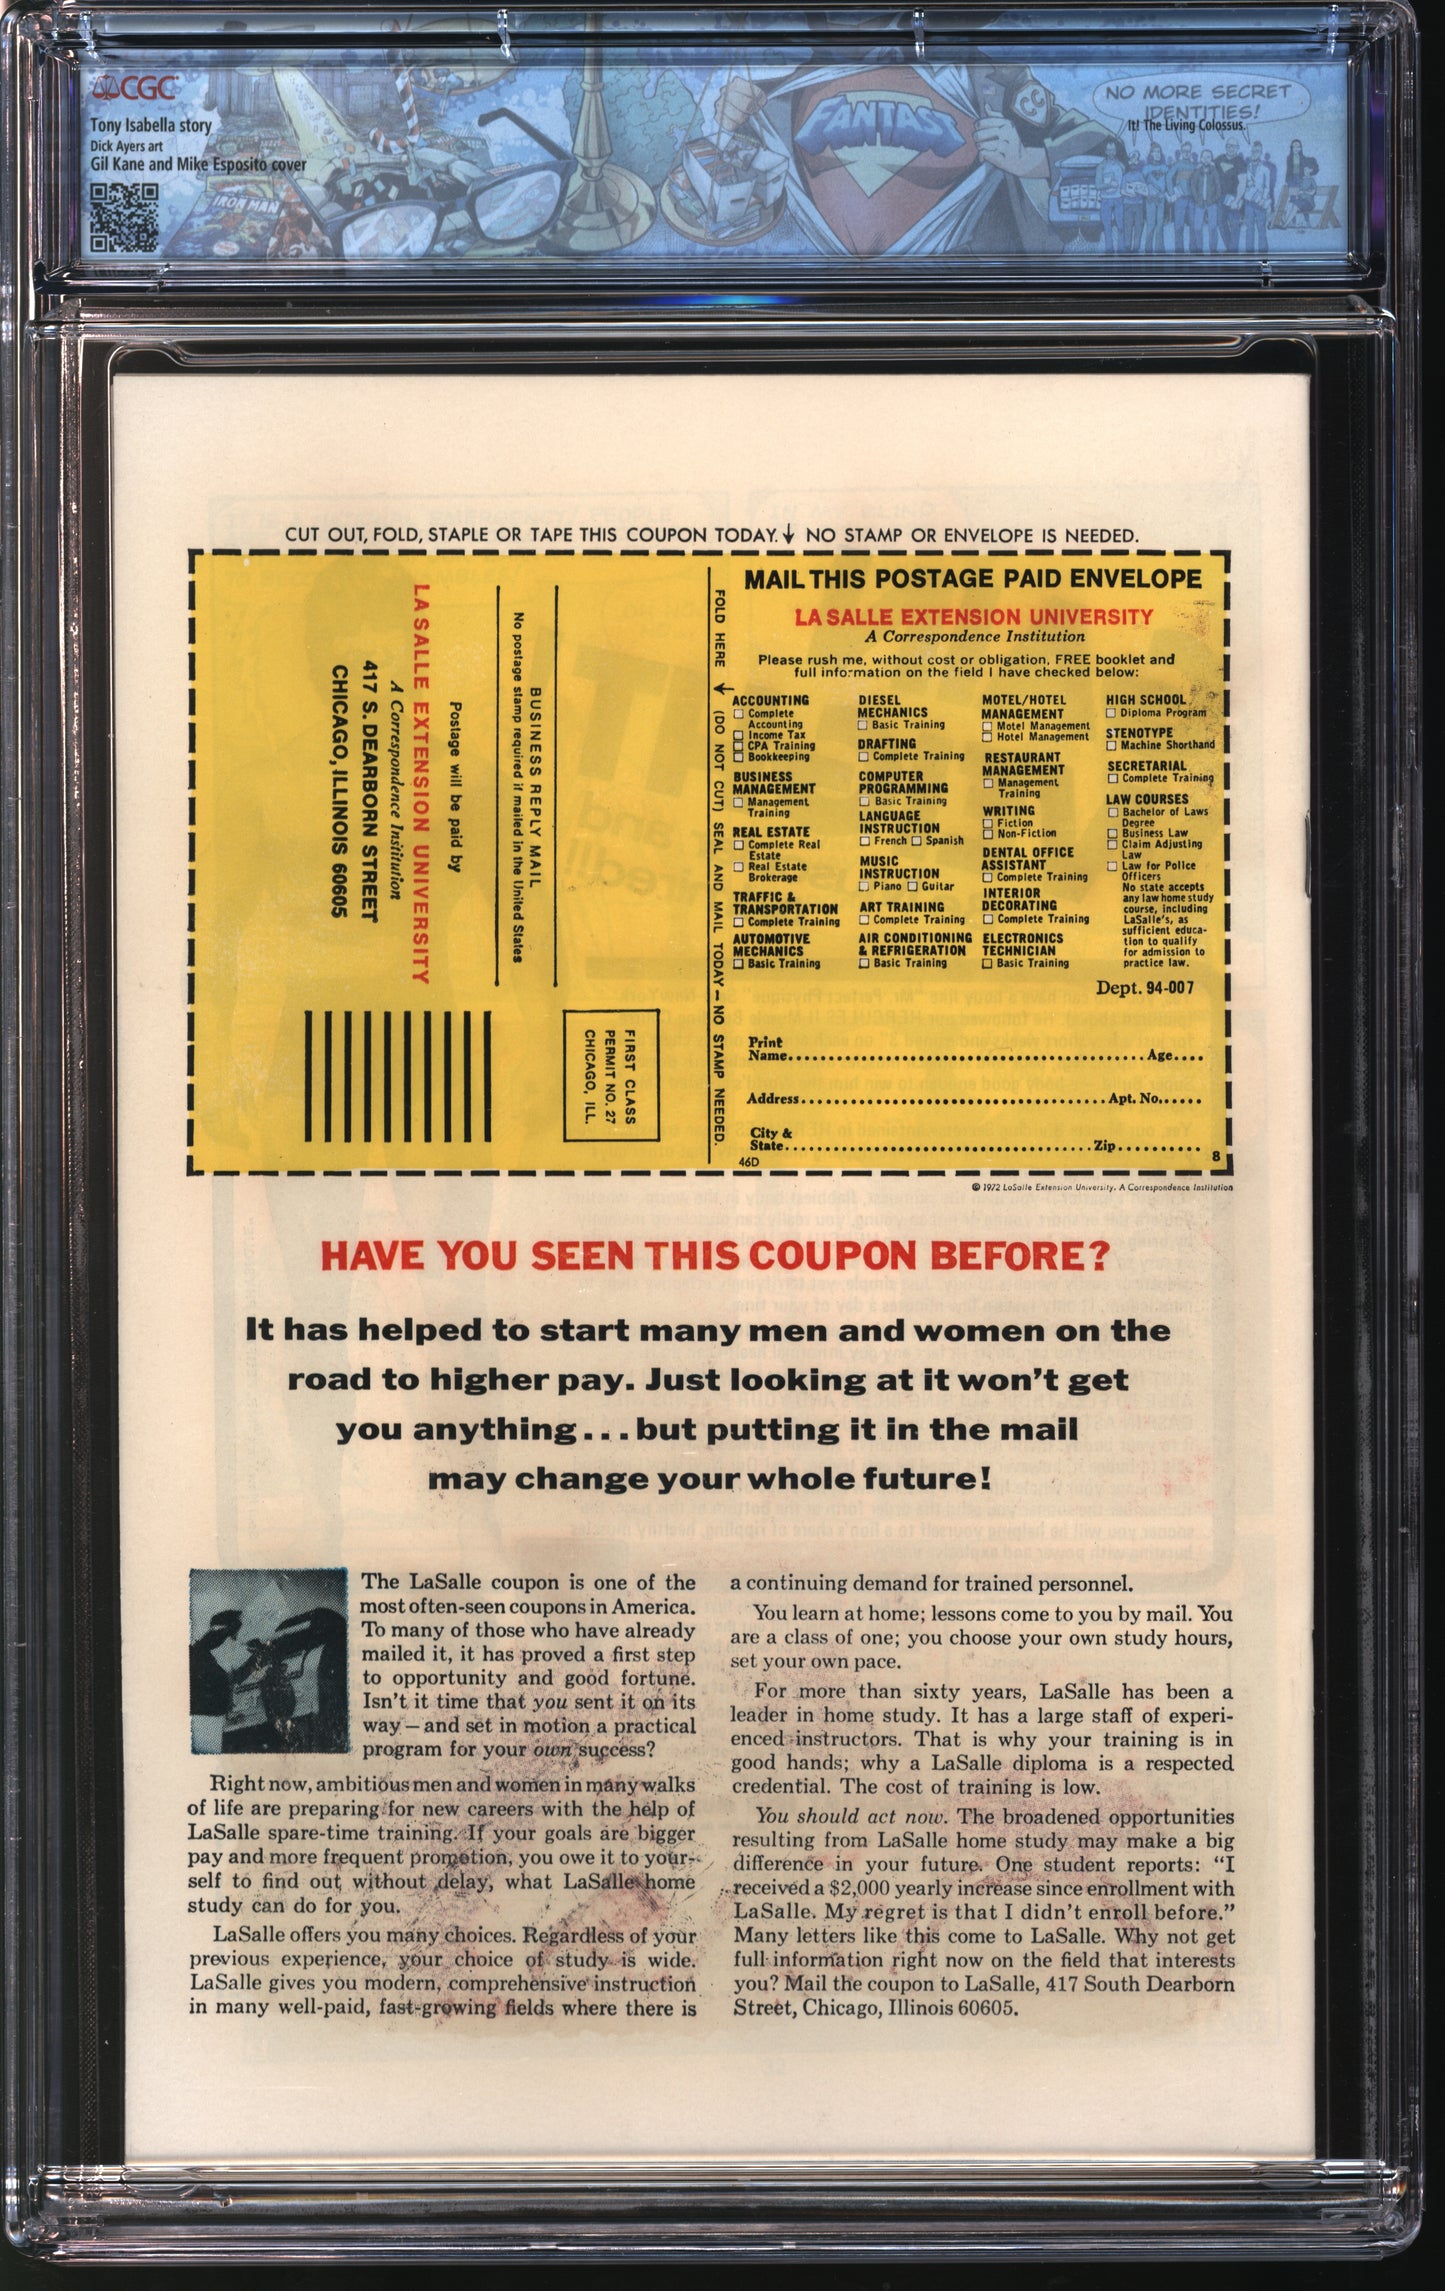 CGC
Tony Isabella story
Dick Ayers art
Gil Kane and Mike Esposito cover
IRON MAN
FANTAST
NO MORE SECRET
IDENTITIES!
It! The Living Colossus.
CUT OUT, FOLD, STAPLE OR TAPE THIS COUPON TODAY. NO STAMP OR ENVELOPE IS NEEDED.
BUSINESS REPLY MAIL
No postage stamp required if mailed in the United States
Postage will be paid by
LA SALLE EXTENSION UNIVERSITY
A Correspondence Institution
417 S. DEARBORN STREET
CHICAGO, ILLINOIS 60605
FIRST CLASS
PERMIT NO. 27
CHICAGO, ILL.
FOLD HERE (DO NOT CUT) SEAL AND MAIL TODAY — NO STAMP NEEDED.
MAIL THIS POSTAGE PAID ENVELOPE
LA SALLE EXTENSION UNIVERSITY
A Correspondence Institution
Please rush me, without cost or obligation, FREE booklet and
full information on the field I have checked below:
ACCOUNTING
Complete
Accounting
Income Tax
CPA Training
Bookkeeping
BUSINESS
MANAGEMENT
Management
Training
REAL ESTATE
Complete Real
Estate
Real Estate
Brokerage
TRAFFIC &
TRANSPORTATION
Complete Training
AUTOMOTIVE
MECHANICS
Basic Training
DIESEL
MECHANICS
Basic Training
DRAFTING
Complete Training
COMPUTER
PROGRAMMING
Basic Training
LANGUAGE
INSTRUCTION
French Spanish
MUSIC
INSTRUCTION
Piano Guitar
ART TRAINING
Complete Training
AIR CONDITIONING
& REFRIGERATION
Basic Training
MOTEL/HOTEL
MANAGEMENT
Motel Management
Hotel Management
RESTAURANT
MANAGEMENT
Management
Training
WRITING
Fiction
Non-Fiction
DENTAL OFFICE
ASSISTANT
Complete Training
INTERIOR
DECORATING
Complete Training
ELECTRONICS
TECHNICIAN
Basic Training
HIGH SCHOOL
Diploma Program
STENOTYPE
Machine Shorthand
SECRETARIAL
Complete Training
LAW COURSES
Bachelor of Laws
Degree
Business Law
Claim Adjusting
Law
Law for Police
Officers
No state accepts
any law home study
course, including
LaSalle's, as
sufficient educa-
tion to qualify
for admission to
practice law.
Dept. 94-007
Print
Name Age
Address Apt. No.
City &
State Zip
46D 8
© 1972 LaSalle Extension University. A Correspondence Institution
HAVE YOU SEEN THIS COUPON BEFORE?
It has helped to start many men and women on the
road to higher pay. Just looking at it won't get
you anything...but putting it in the mail
may change your whole future!
The LaSalle coupon is one of the
most often-seen coupons in America.
To many of those who have already
mailed it, it has proved a first step
to opportunity and good fortune.
Isn't it time that you sent it on its
way—and set in motion a practical
program for your own success?
Right now, ambitious men and women in many walks
of life are preparing for new careers with the help of
LaSalle spare-time training. If your goals are bigger
pay and more frequent promotion, you owe it to your-
self to find out, without delay, what LaSalle home
study can do for you.
LaSalle offers you many choices. Regardless of your
previous experience, your choice of study is wide.
LaSalle gives you modern, comprehensive instruction
in many well-paid, fast-growing fields where there is
a continuing demand for trained personnel.
You learn at home; lessons come to you by mail. You
are a class of one; you choose your own study hours,
set your own pace.
For more than sixty years, LaSalle has been a
leader in home study. It has a large staff of experi-
enced instructors. That is why your training is in
good hands; why a LaSalle diploma is a respected
credential. The cost of training is low.
You should act now. The broadened opportunities
resulting from LaSalle home study may make a big
difference in your future. One student reports: "I
received a $2,000 yearly increase since enrollment with
LaSalle. My regret is that I didn't enroll before."
Many letters like this come to LaSalle. Why not get
full information right now on the field that interests
you? Mail the coupon to LaSalle, 417 South Dearborn
Street, Chicago, Illinois 60605.